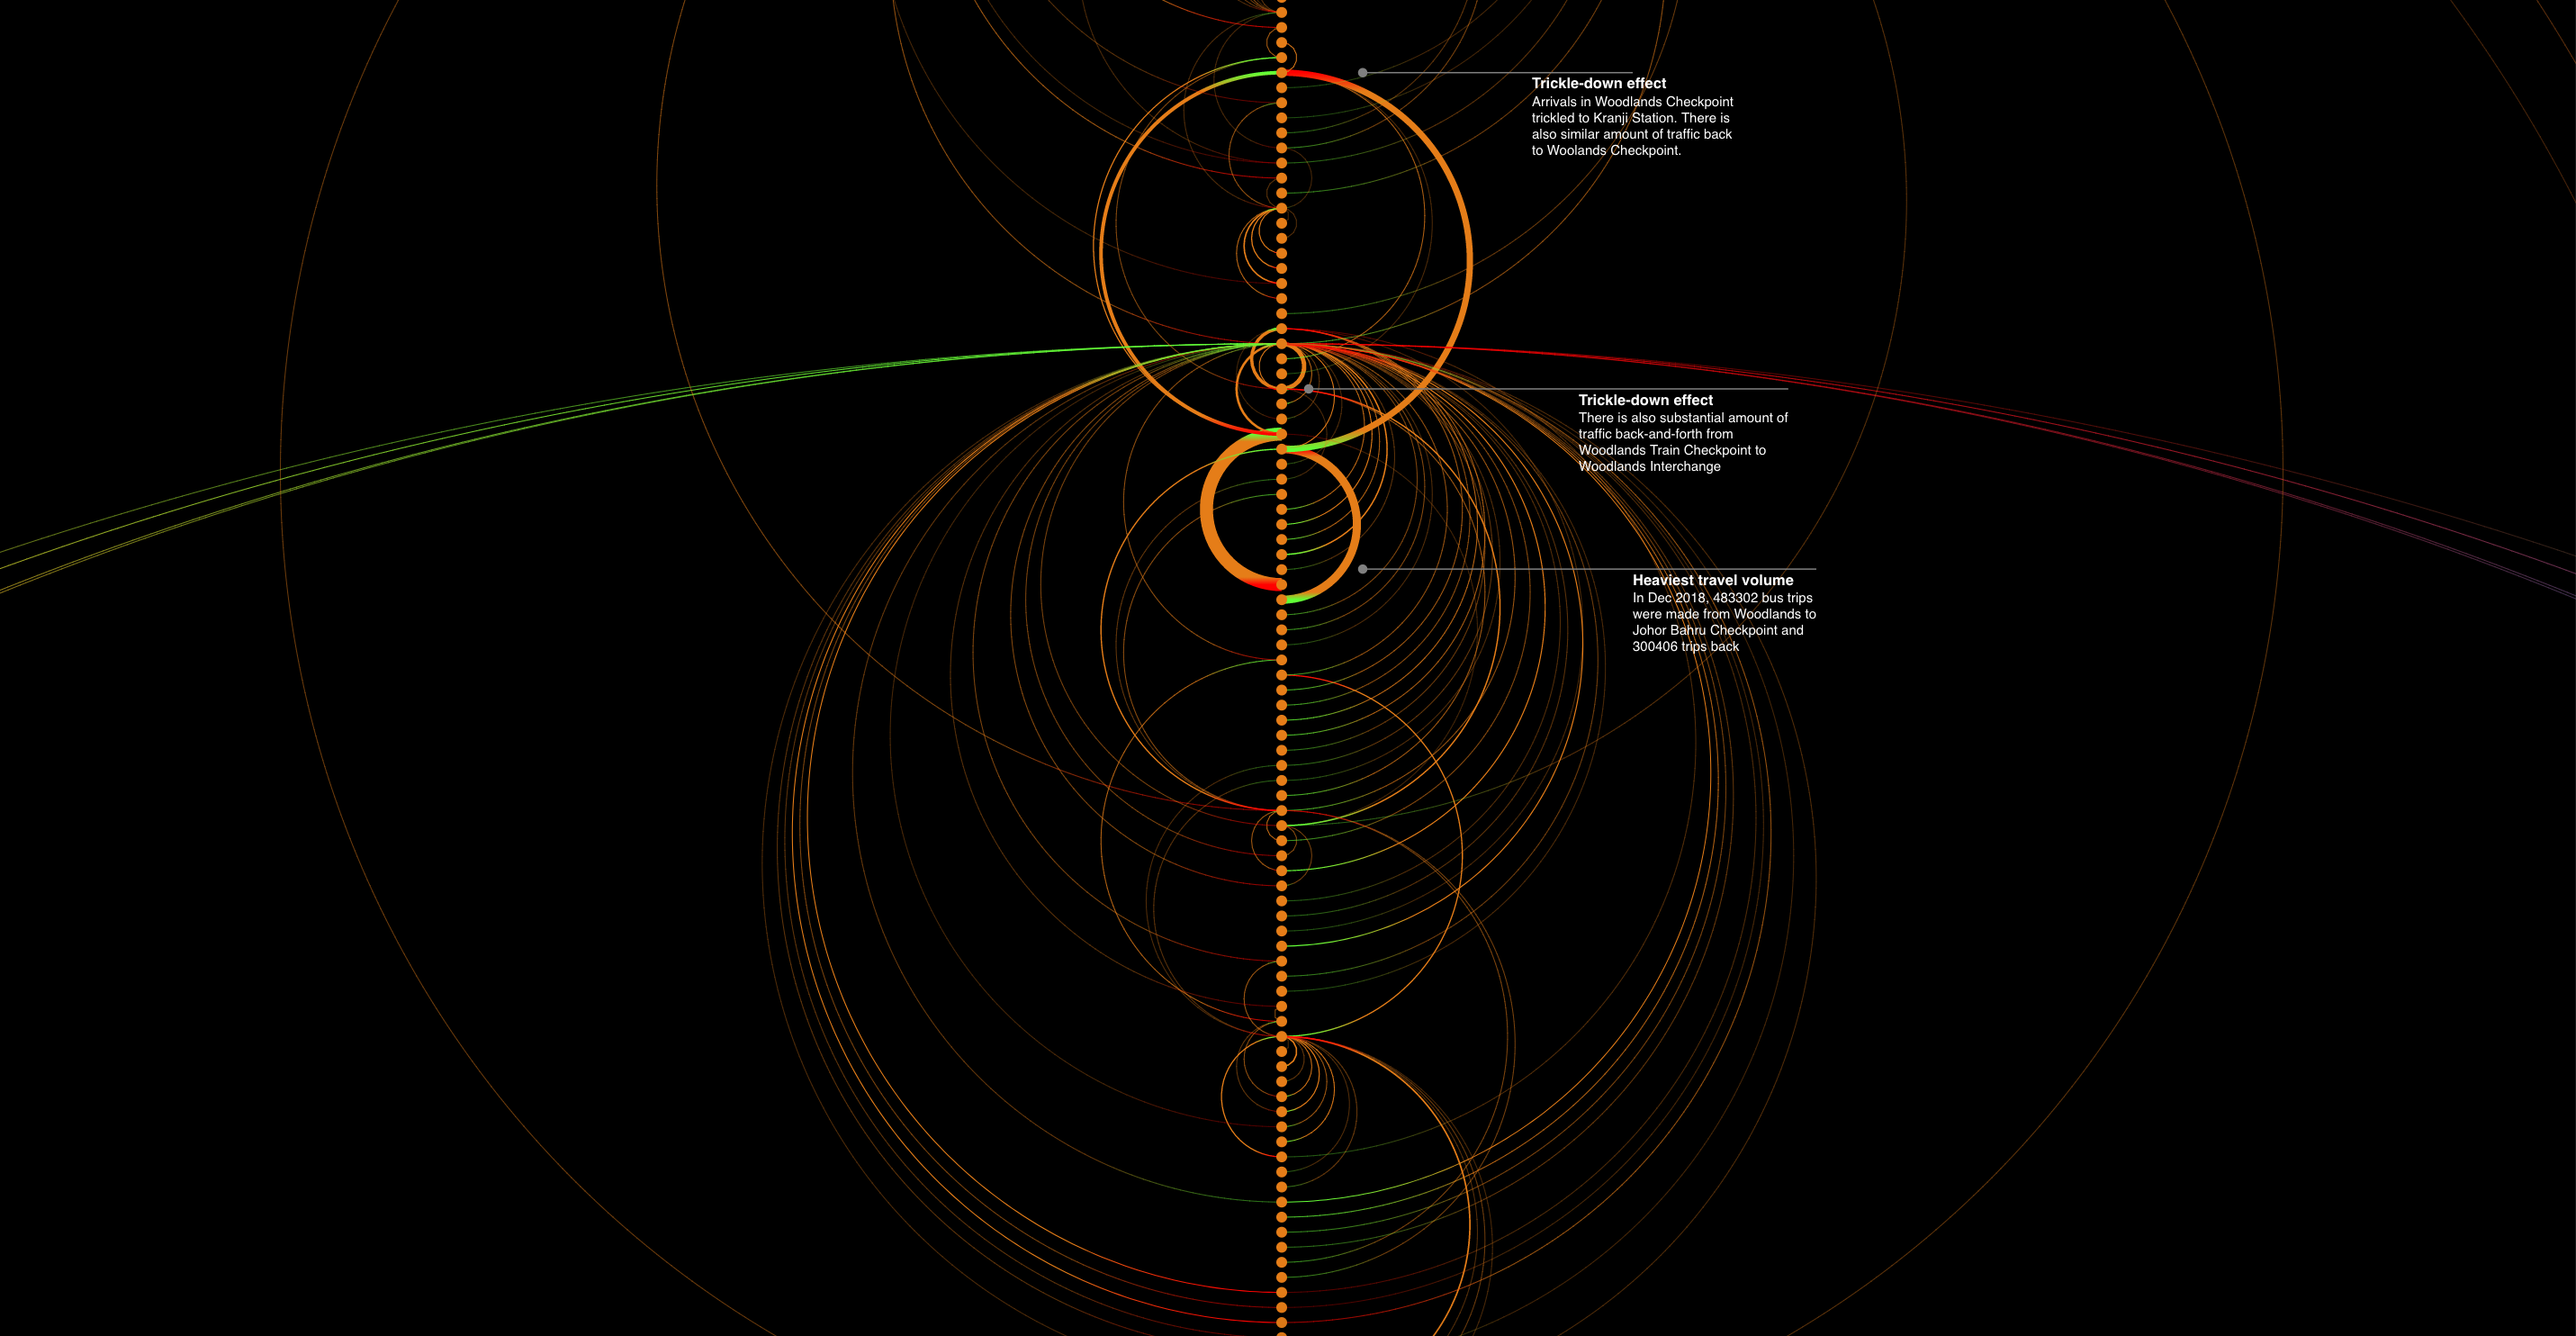 Trickle-down effect
Arrivals in Woodlands Checkpoint
trickled to Kranji Station. There is
also similar amount of traffic back
to Woolands Checkpoint.
Trickle-down effect
There is also substantial amount of
traffic back-and-forth from
Woodlands Train Checkpoint to
Woodlands Interchange
Heaviest travel volume
In Dec 2018, 483302 bus trips
were made from Woodlands to
Johor Bahru Checkpoint and
300406 trips back